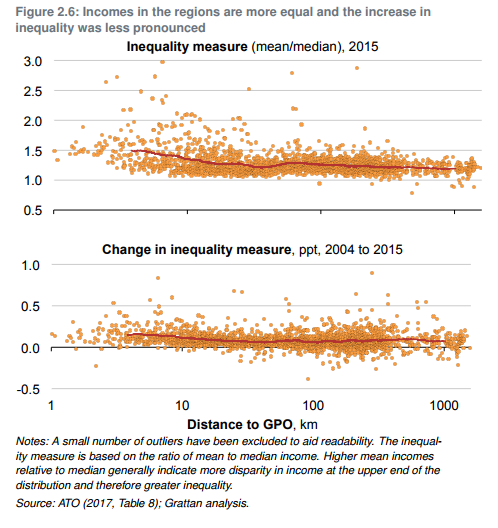 Figure 2.6: Incomes in the regions are more equal and the increase in
inequality was less pronounced
Inequality measure (mean/median), 2015
3.0
2.5
2.0
1.5
1.0
0.5
Change in inequality measure, ppt, 2004 to 2015
1.0
0.5
0.0
-0.5
1 10 100 1000
Distance to GPO, km
Notes: A small number of outliers have been excluded to aid readability. The inequal-
ity measure is based on the ratio of mean to median income. Higher mean incomes
relative to median generally indicate more disparity in income at the upper end of the
distribution and therefore greater inequality.
Source: ATO (2017, Table 8); Grattan analysis.